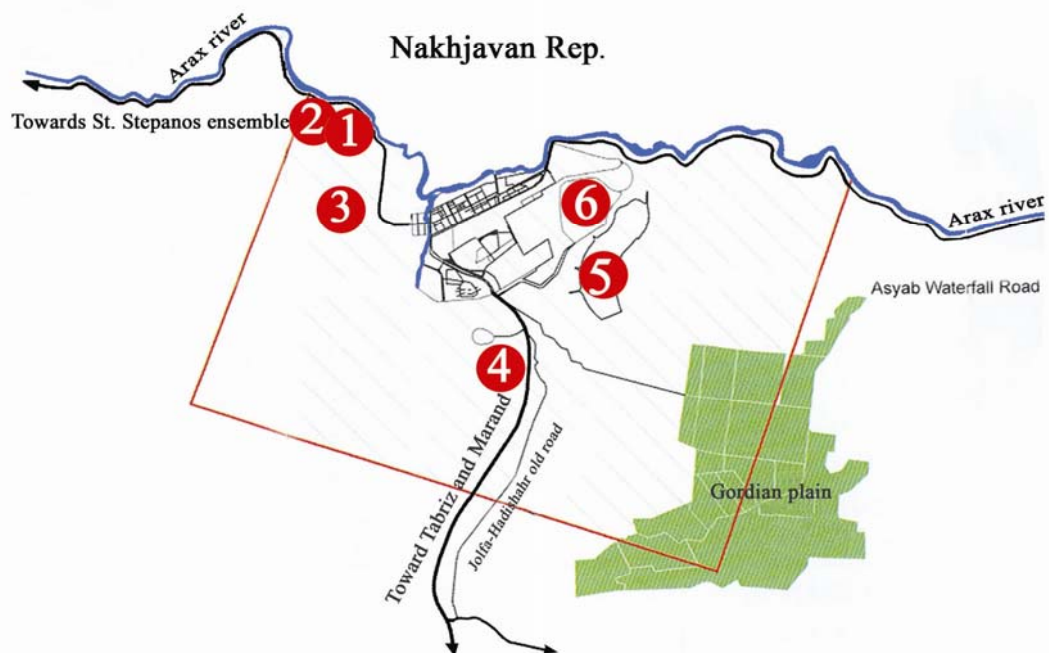 Nakhjavan Rep.
Arax river
Towards St. Stepanos ensemble
2
1
3
6
5
Arax river
Asyab Waterfall Road
4
Toward Tabriz and Marand
Jolfa-Hadishahr old road
Gordian plain